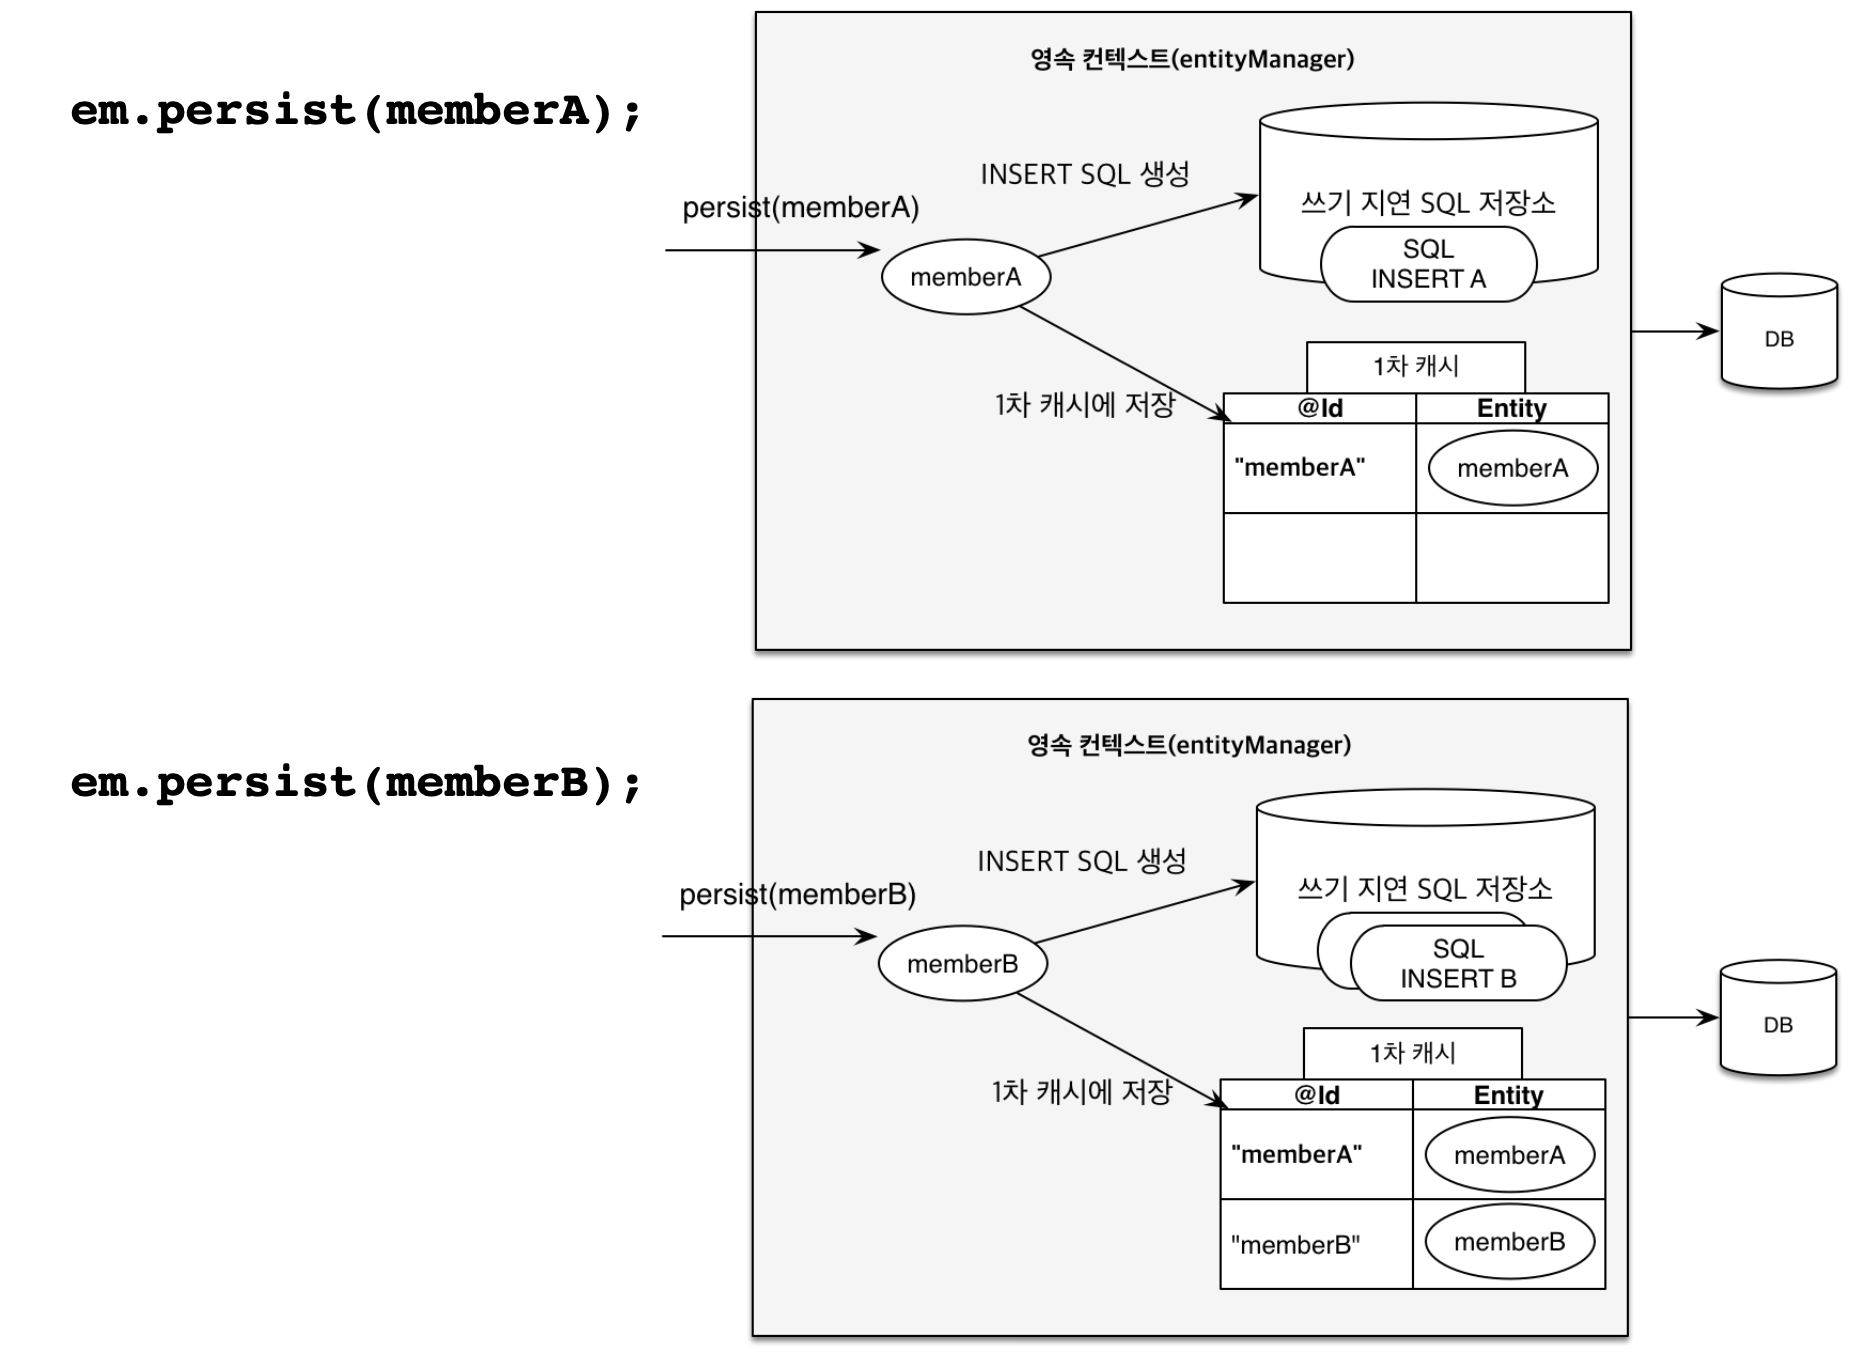 영속 컨텍스트(entityManager)
em.persist(memberA);
INSERT SQL 생성
persist(memberA)
쓰기 지연 SQL 저장소
memberA
SQL
INSERT A
DB
1차 캐시
1차 캐시에 저장
@Id Entity
"memberA" memberA
영속 컨텍스트(entityManager)
em.persist(memberB);
INSERT SQL 생성
persist(memberB)
쓰기 지연 SQL 저장소
memberB
SQL
INSERT B
DB
1차 캐시
1차 캐시에 저장
@Id Entity
"memberA" memberA
"memberB" memberB